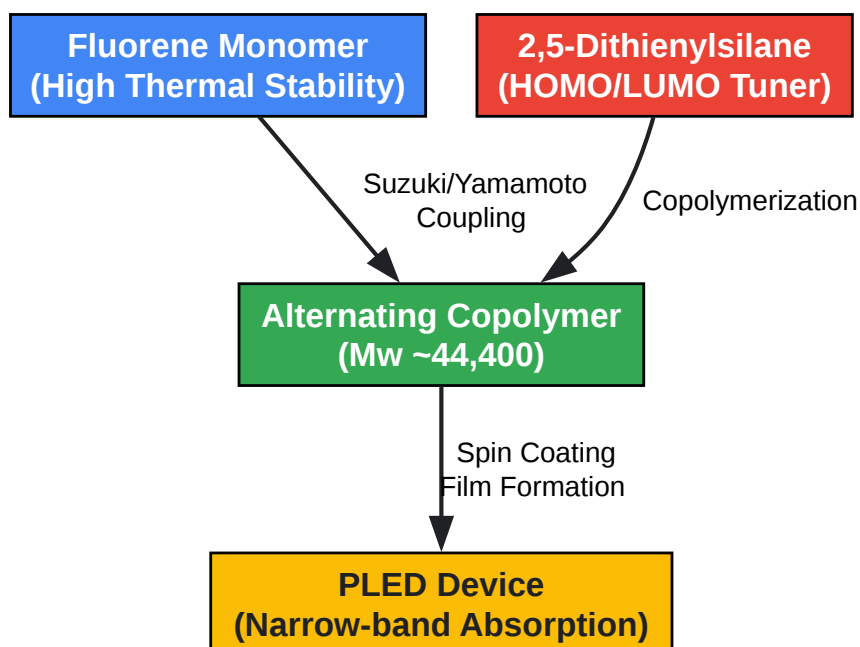 Fluorene Monomer
(High Thermal Stability)
2,5-Dithienylsilane
(HOMO/LUMO Tuner)
Suzuki/Yamamoto
Coupling
Copolymerization
Alternating Copolymer
(Mw ~44,400)
Spin Coating
Film Formation
PLED Device
(Narrow-band Absorption)